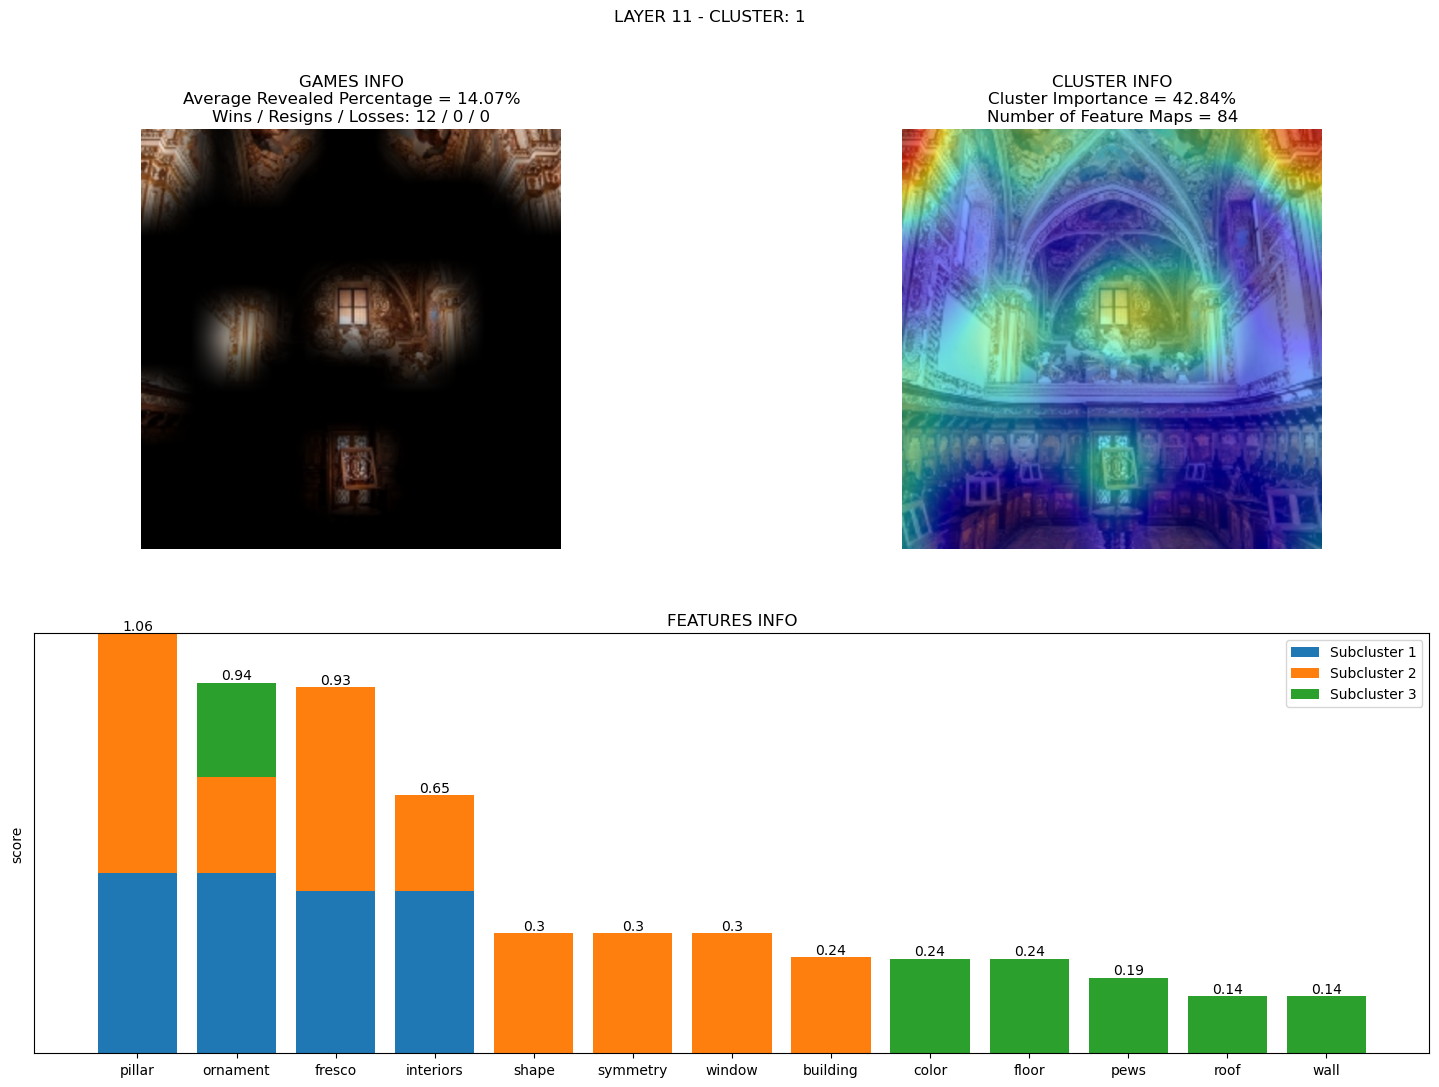 LAYER 11 - CLUSTER: 1
GAMES INFO
Average Revealed Percentage = 14.07%
Wins / Resigns / Losses: 12 / 0 / 0
CLUSTER INFO
Cluster Importance = 42.84%
Number of Feature Maps = 84
FEATURES INFO
score
1.06
0.94
0.93
0.65
0.3
0.3
0.3
0.24
0.24
0.24
0.19
0.14
0.14
Subcluster 1
Subcluster 2
Subcluster 3
pillar
ornament
fresco
interiors
shape
symmetry
window
building
color
floor
pews
roof
wall